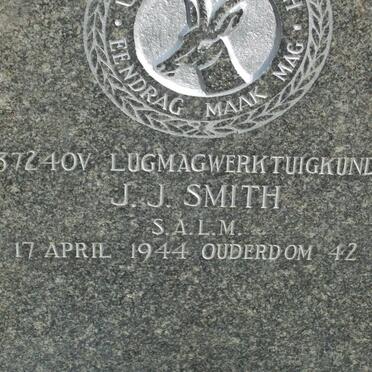 EENDRAG MAAK MAG
37240V LUGMAGWERKTUIGKUND
J. J. SMITH
S.A.L.M.
17 APRIL 1944 OUDERDOM 42